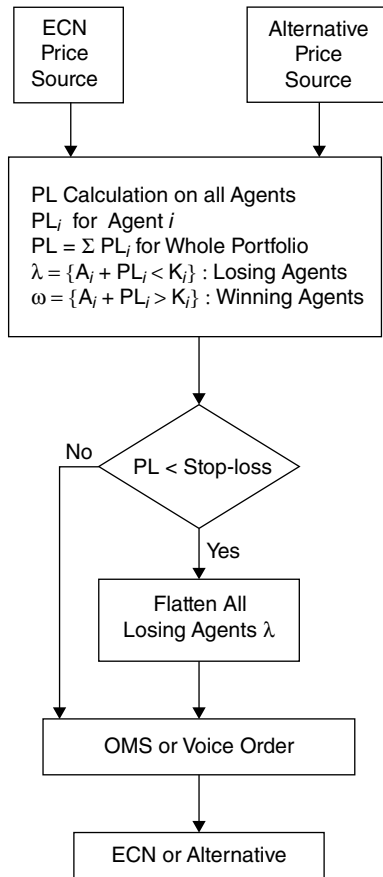 ECN
Price
Source
Alternative
Price
Source
PL Calculation on all Agents
PLᵢ for Agent i
PL = Σ PLᵢ for Whole Portfolio
λ = {Aᵢ + PLᵢ < Kᵢ} : Losing Agents
ω = {Aᵢ + PLᵢ > Kᵢ} : Winning Agents
No
PL < Stop-loss
Yes
Flatten All
Losing Agents λ
OMS or Voice Order
ECN or Alternative